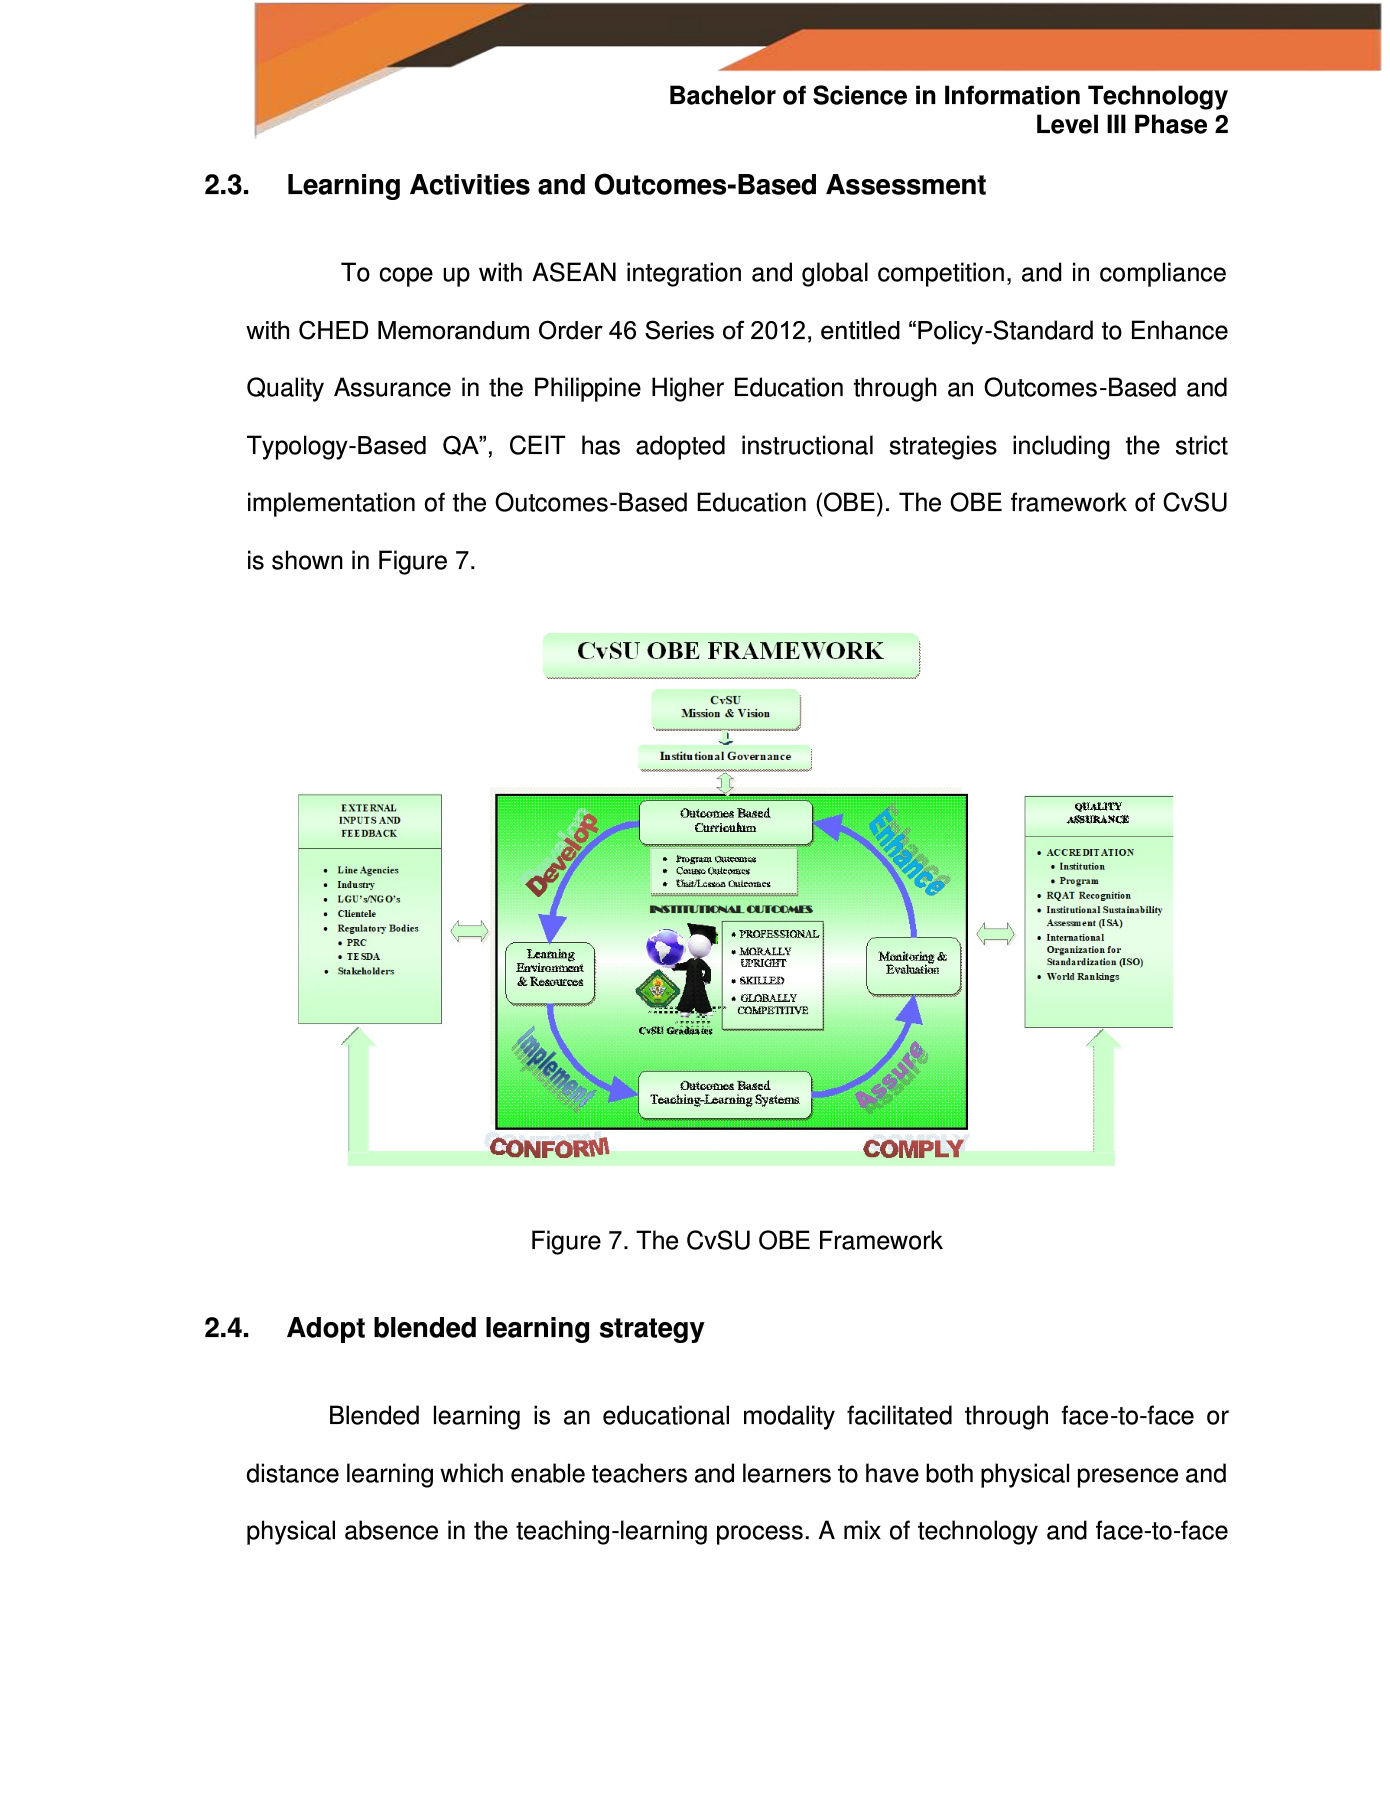 Bachelor of Science in Information Technology
Level III Phase 2
2.3. Learning Activities and Outcomes-Based Assessment
To cope up with ASEAN integration and global competition, and in compliance
with CHED Memorandum Order 46 Series of 2012, entitled “Policy-Standard to Enhance
Quality Assurance in the Philippine Higher Education through an Outcomes-Based and
Typology-Based QA”, CEIT has adopted instructional strategies including the strict
implementation of the Outcomes-Based Education (OBE). The OBE framework of CvSU
is shown in Figure 7.
CvSU OBE FRAMEWORK
CvSU
Mission & Vision
Institutional Governance
EXTERNAL
INPUTS AND
FEEDBACK
• Line Agencies
• Industry
• LGU's/NGO's
• Clientele
• Regulatory Bodies
• PRC
• TESDA
• Stakeholders
Develop
Outcomes Based
Curriculum
• Program Outcomes
• Course Outcomes
• Unit/Lesson Outcomes
Enhance
INSTITUTIONAL OUTCOMES
• PROFESSIONAL
• MORALLY
UPRIGHT
• SKILLED
• GLOBALLY
COMPETITIVE
CvSU Graduates
Learning
Environment
& Resources
Monitoring &
Evaluation
Implement
Outcomes Based
Teaching-Learning Systems
Assure
CONFORM
COMPLY
QUALITY
ASSURANCE
• ACCREDITATION
• Institution
• Program
• RQAT Recognition
• Institutional Sustainability
Assessment (ISA)
• International
Organization for
Standardization (ISO)
• World Rankings
Figure 7. The CvSU OBE Framework
2.4. Adopt blended learning strategy
Blended learning is an educational modality facilitated through face-to-face or
distance learning which enable teachers and learners to have both physical presence and
physical absence in the teaching-learning process. A mix of technology and face-to-face